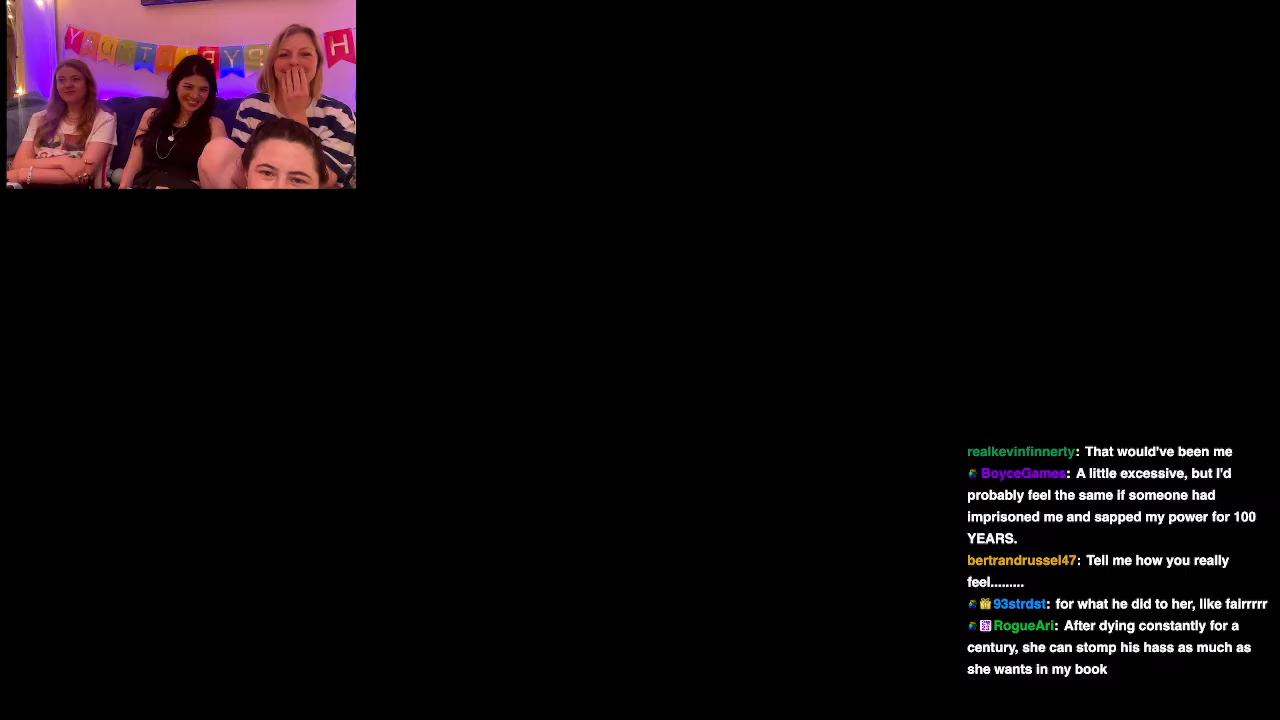 YADHTRIBYPPAH
realkevinfinnerty: That would've been me
BoyceGames: A little excessive, but I'd
probably feel the same if someone had
imprisoned me and sapped my power for 100
YEARS.
bertrandrussel47: Tell me how you really
feel.........
93strdst: for what he did to her, like fairrrrr
RogueAri: After dying constantly for a
century, she can stomp his hass as much as
she wants in my book